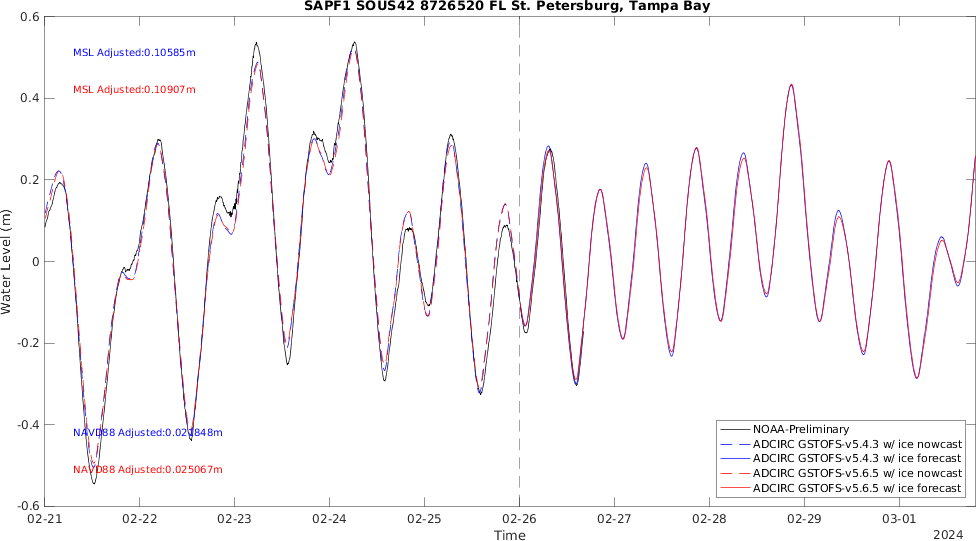 SAPF1 SOUS42 8726520 FL St. Petersburg, Tampa Bay
0.6
0.4
0.2
0
-0.2
-0.4
-0.6
Water Level (m)
MSL Adjusted:0.10585m
MSL Adjusted:0.10907m
NAVD88 Adjusted:0.021848m
NAVD88 Adjusted:0.025067m
NOAA-Preliminary
ADCIRC GSTOFS-v5.4.3 w/ ice nowcast
ADCIRC GSTOFS-v5.4.3 w/ ice forecast
ADCIRC GSTOFS-v5.6.5 w/ ice nowcast
ADCIRC GSTOFS-v5.6.5 w/ ice forecast
02-21 02-22 02-23 02-24 02-25 02-26 02-27 02-28 02-29 03-01
Time
2024